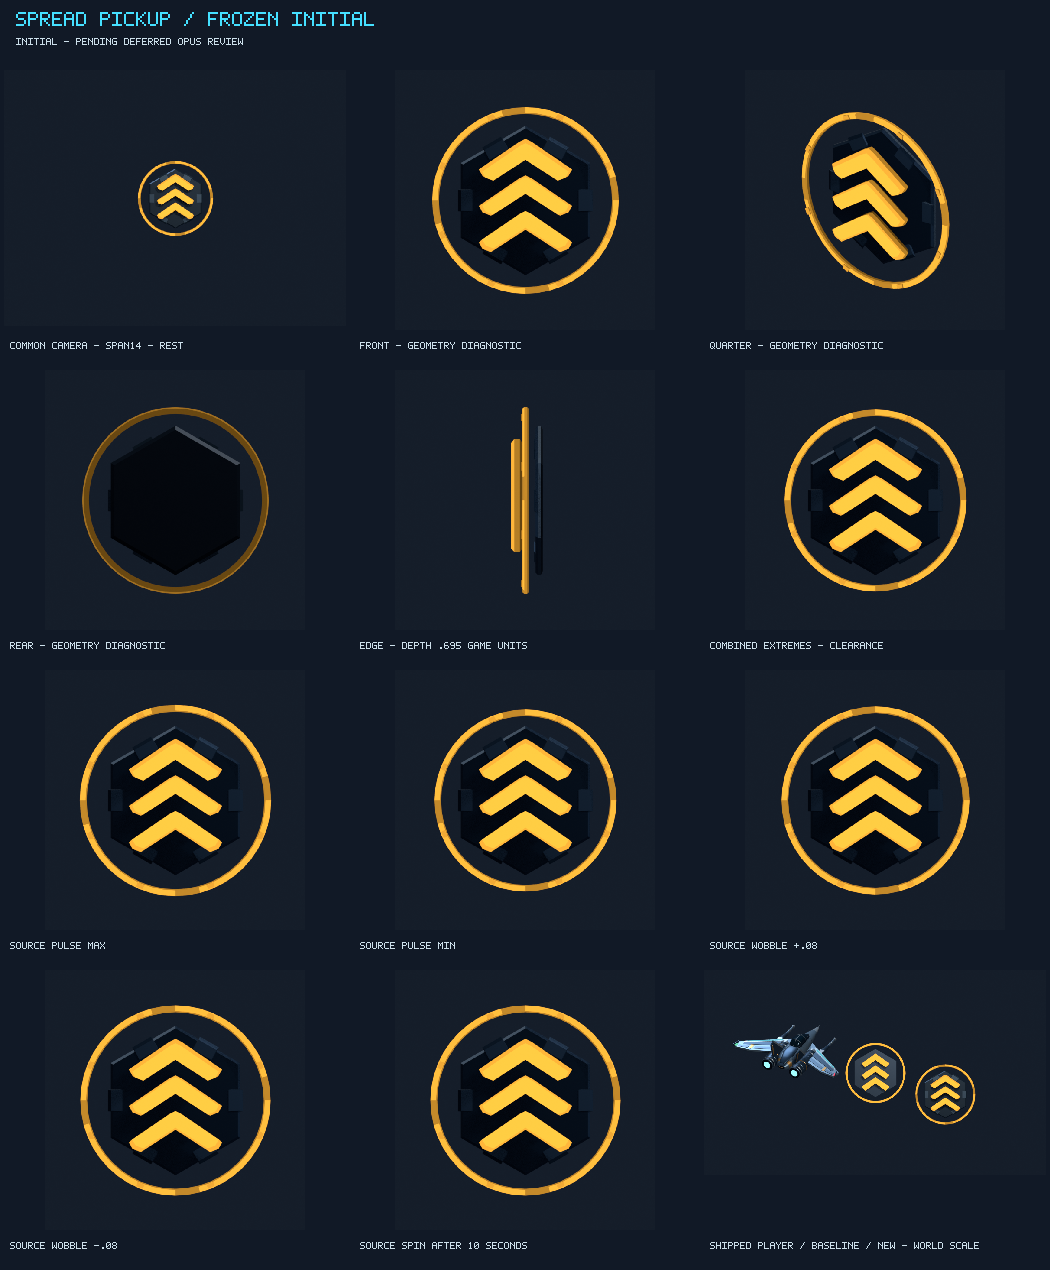 SPREAD PICKUP / FROZEN INITIAL
INITIAL - PENDING DEFERRED OPUS REVIEW
COMMON CAMERA - SPAN14 - REST
FRONT - GEOMETRY DIAGNOSTIC
QUARTER - GEOMETRY DIAGNOSTIC
REAR - GEOMETRY DIAGNOSTIC
EDGE - DEPTH .695 GAME UNITS
COMBINED EXTREMES - CLEARANCE
SOURCE PULSE MAX
SOURCE PULSE MIN
SOURCE WOBBLE +.08
SOURCE WOBBLE -.08
SOURCE SPIN AFTER 10 SECONDS
SHIPPED PLAYER / BASELINE / NEW - WORLD SCALE